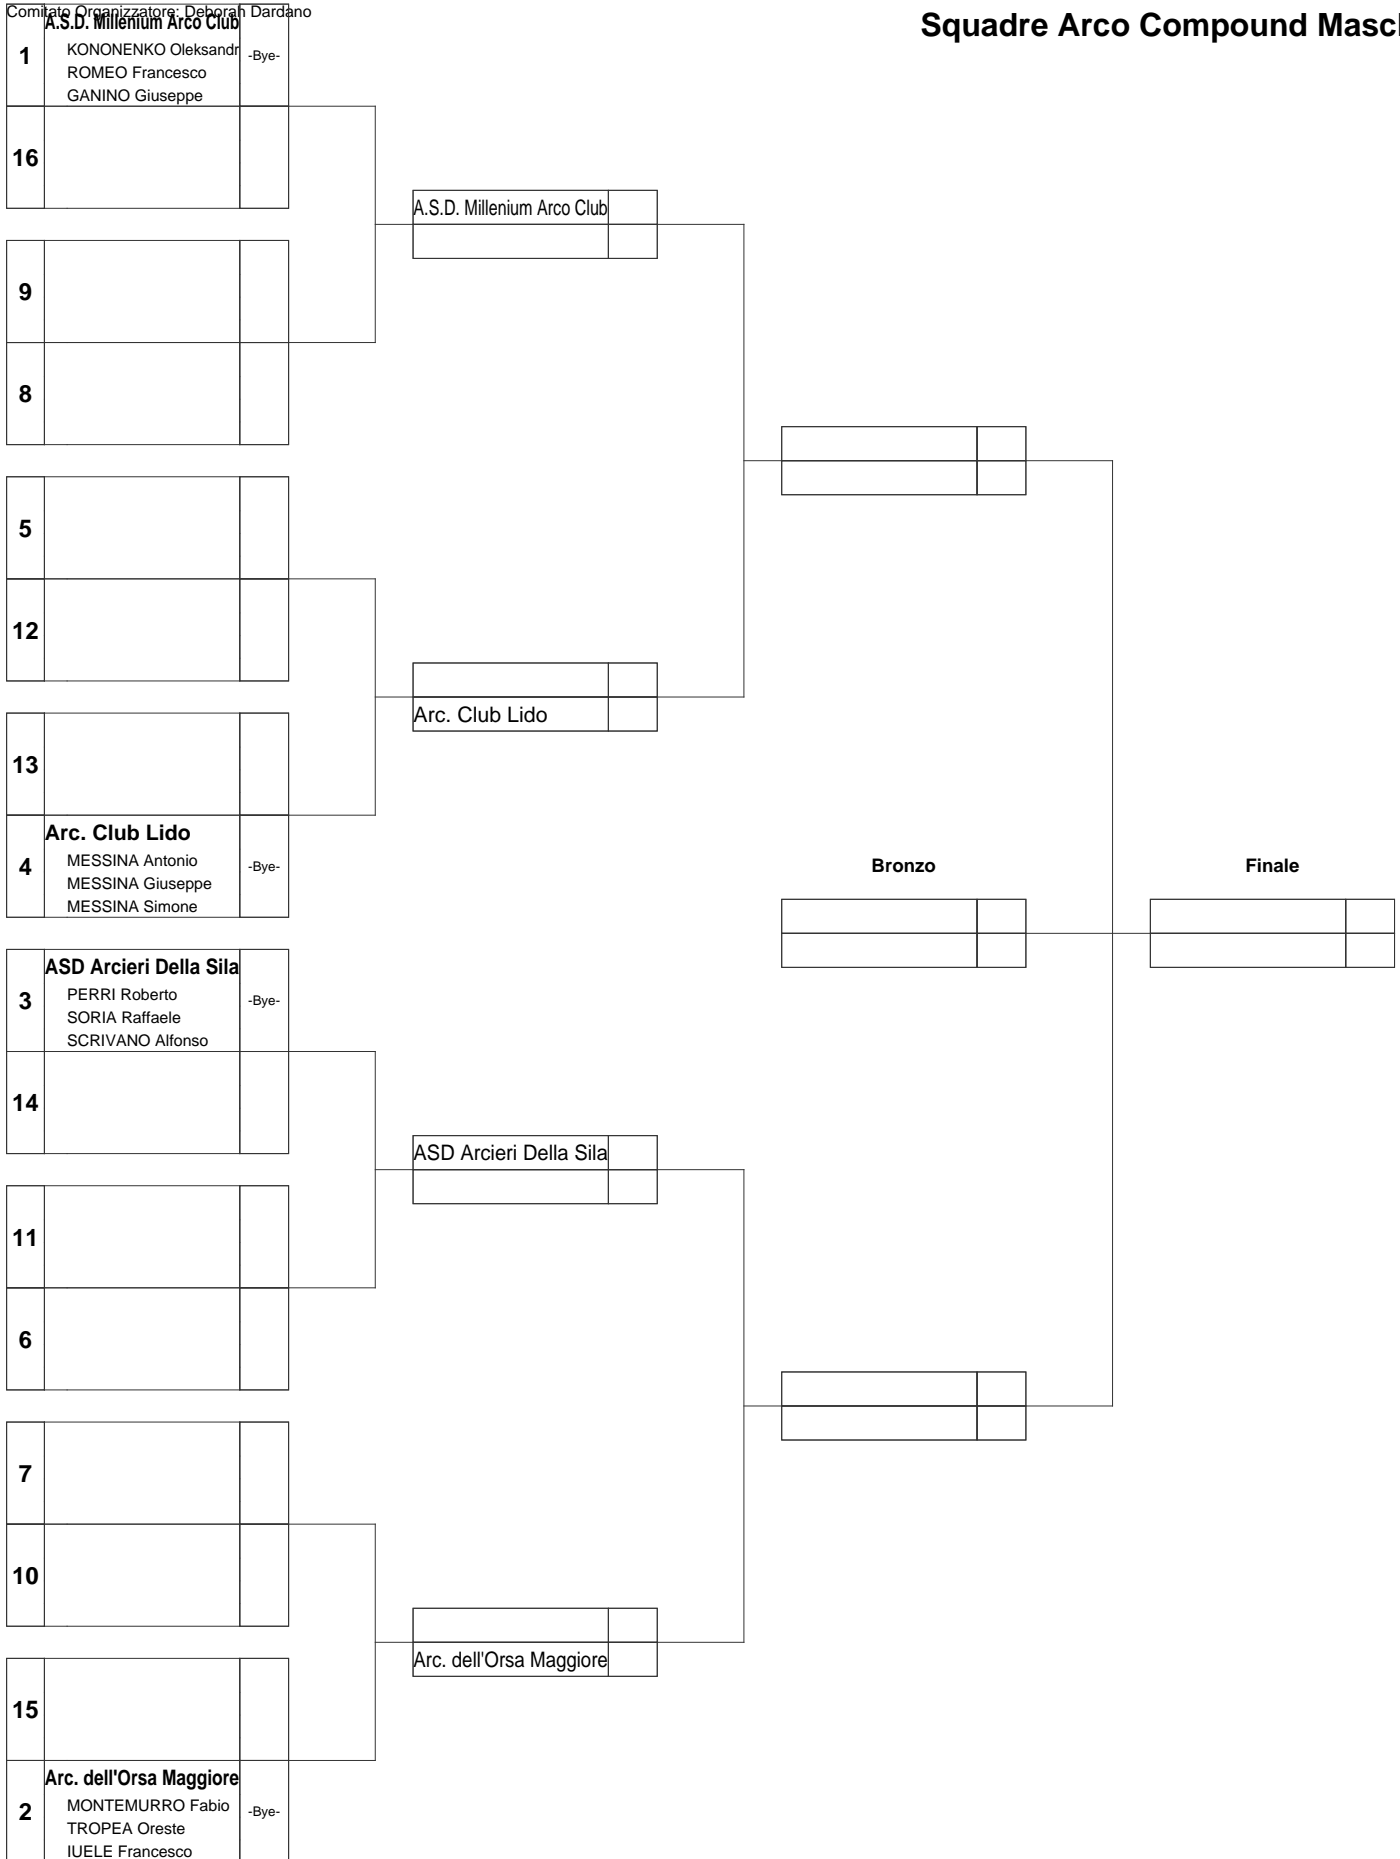 Comitato Organizzatore: Deborah Dardano
Squadre Arco Compound
A.S.D. Millenium Arco Club
1
KONONENKO Oleksandr
-Bye-
ROMEO Francesco
GANINO Giuseppe
16
A.S.D. Millenium Arco Club
9
8
5
12
Arc. Club Lido
13
Arc. Club Lido
4
MESSINA Antonio
-Bye-
MESSINA Giuseppe
MESSINA Simone
Bronzo
Finale
ASD Arcieri Della Sila
3
PERRI Roberto
-Bye-
SORIA Raffaele
SCRIVANO Alfonso
14
ASD Arcieri Della Sila
11
6
7
10
Arc. dell'Orsa Maggiore
15
Arc. dell'Orsa Maggiore
2
MONTEMURRO Fabio
-Bye-
TROPEA Oreste
IUELE Francesco